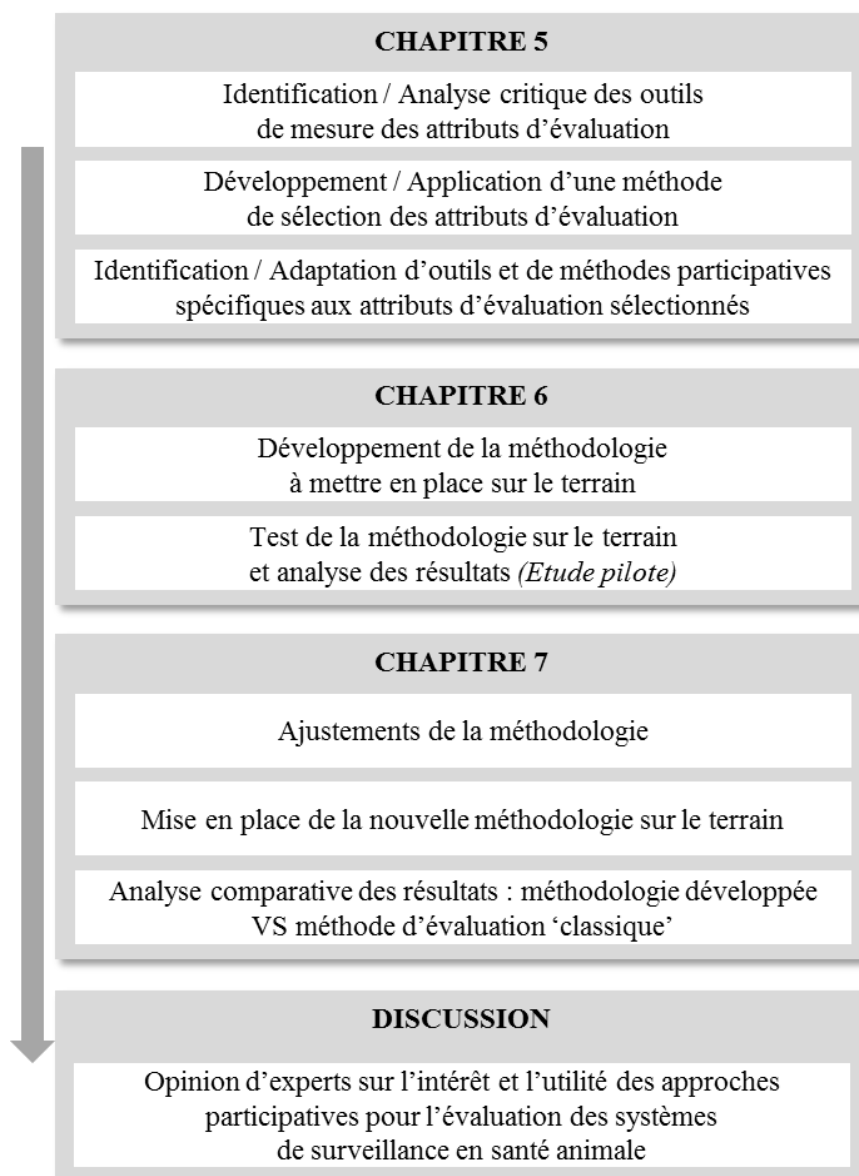 CHAPITRE 5
Identification / Analyse critique des outils
de mesure des attributs d’évaluation
Développement / Application d’une méthode
de sélection des attributs d’évaluation
Identification / Adaptation d’outils et de méthodes participatives
spécifiques aux attributs d’évaluation sélectionnés
CHAPITRE 6
Développement de la méthodologie
à mettre en place sur le terrain
Test de la méthodologie sur le terrain
et analyse des résultats (Etude pilote)
CHAPITRE 7
Ajustements de la méthodologie
Mise en place de la nouvelle méthodologie sur le terrain
Analyse comparative des résultats : méthodologie développée
VS méthode d’évaluation ‘classique’
DISCUSSION
Opinion d’experts sur l’intérêt et l’utilité des approches
participatives pour l’évaluation des systèmes
de surveillance en santé animale